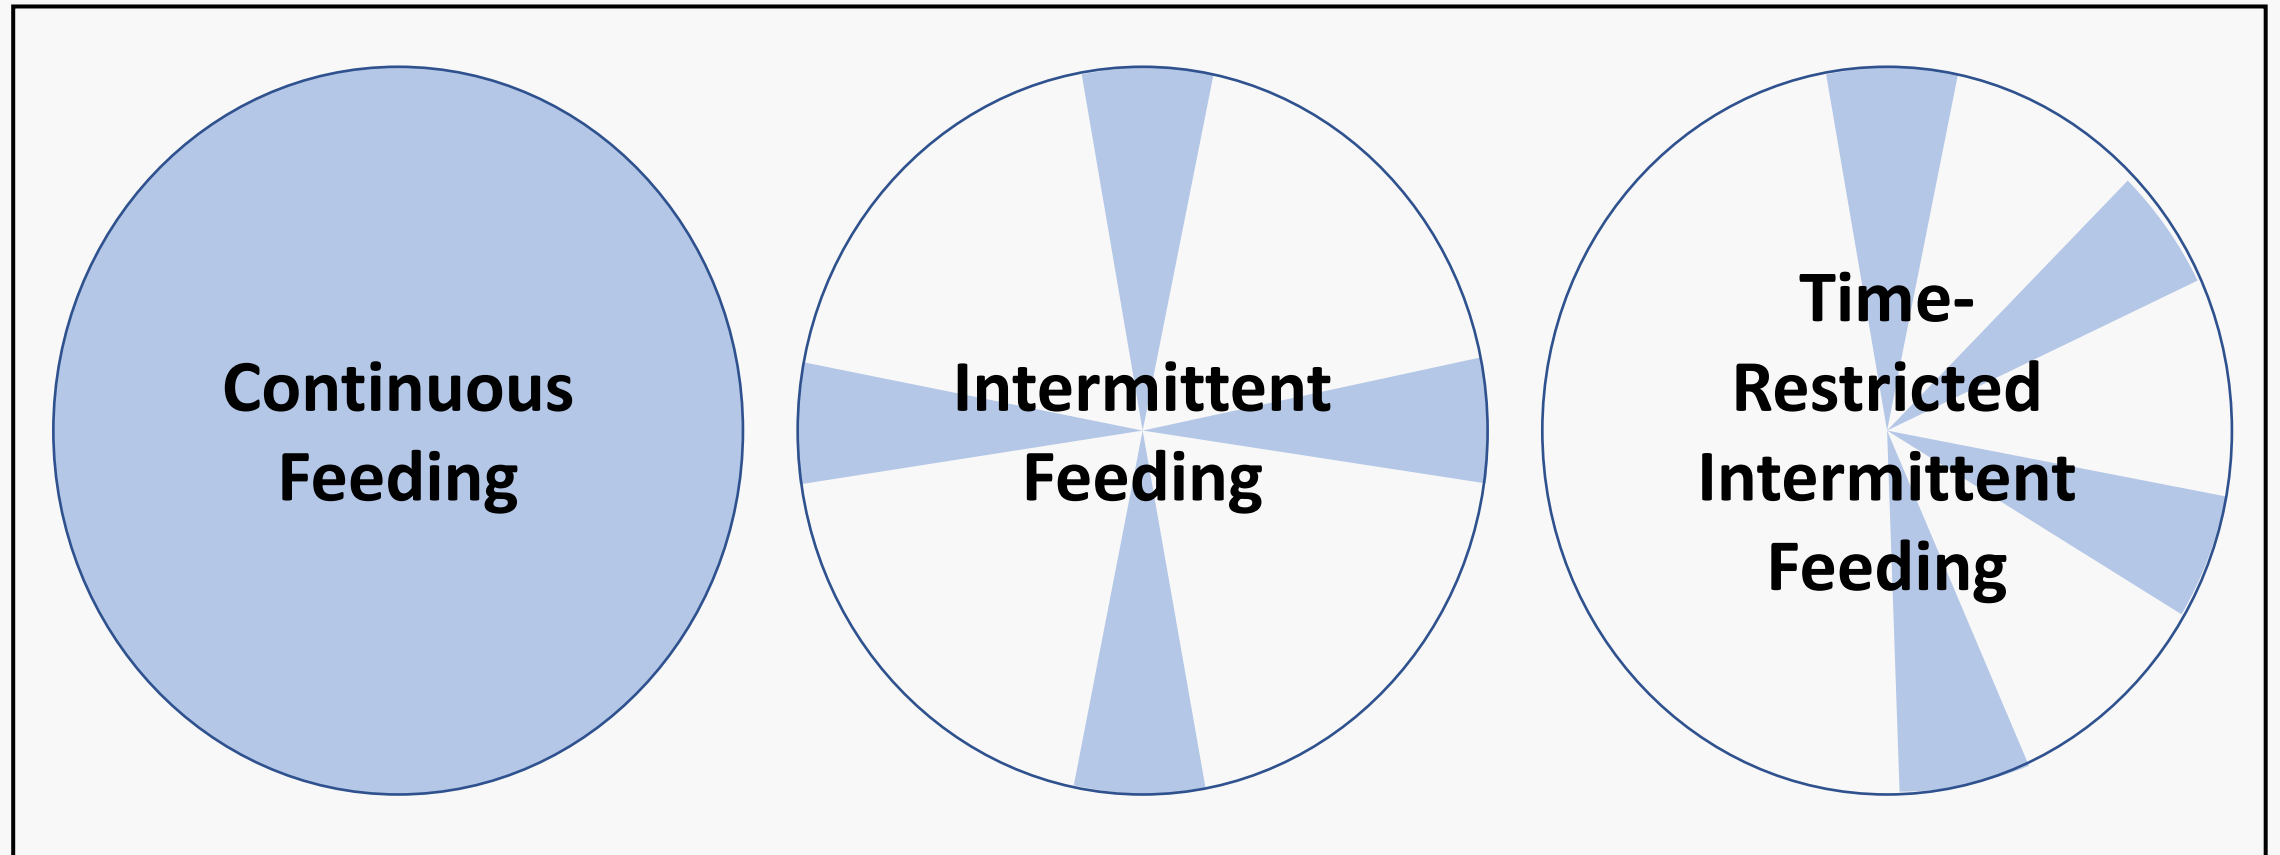 Continuous
Feeding
Intermittent
Feeding
Time-
Restricted
Intermittent
Feeding